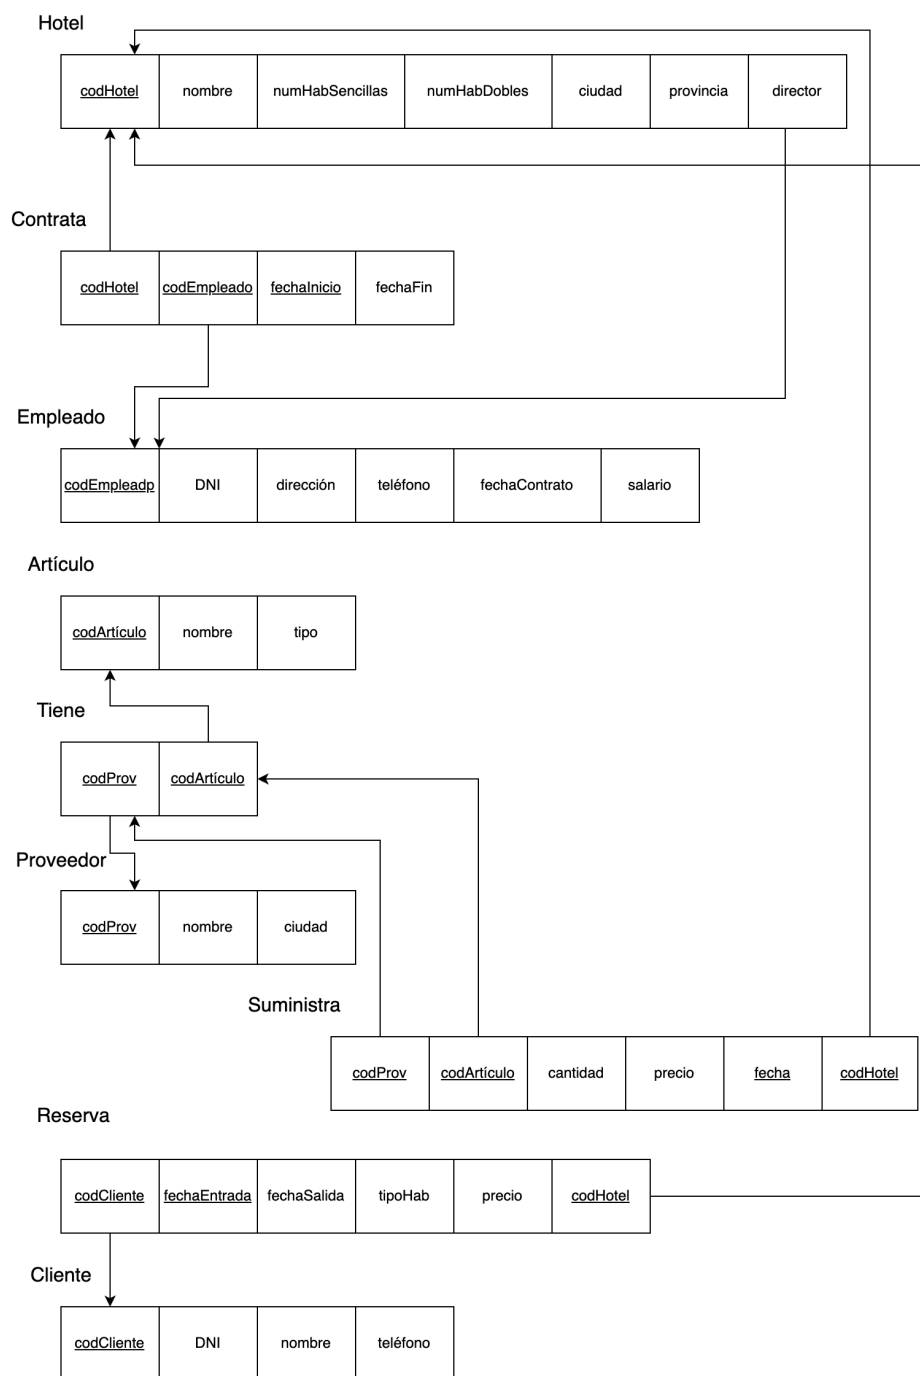 Hotel
codHotel nombre numHabSencillas numHabDobles ciudad provincia director
Contrata
codHotel codEmpleado fechaInicio fechaFin
Empleado
codEmpleadp DNI dirección teléfono fechaContrato salario
Artículo
codArtículo nombre tipo
Tiene
codProv codArtículo
Proveedor
codProv nombre ciudad
Suministra
codProv codArtículo cantidad precio fecha codHotel
Reserva
codCliente fechaEntrada fechaSalida tipoHab precio codHotel
Cliente
codCliente DNI nombre teléfono